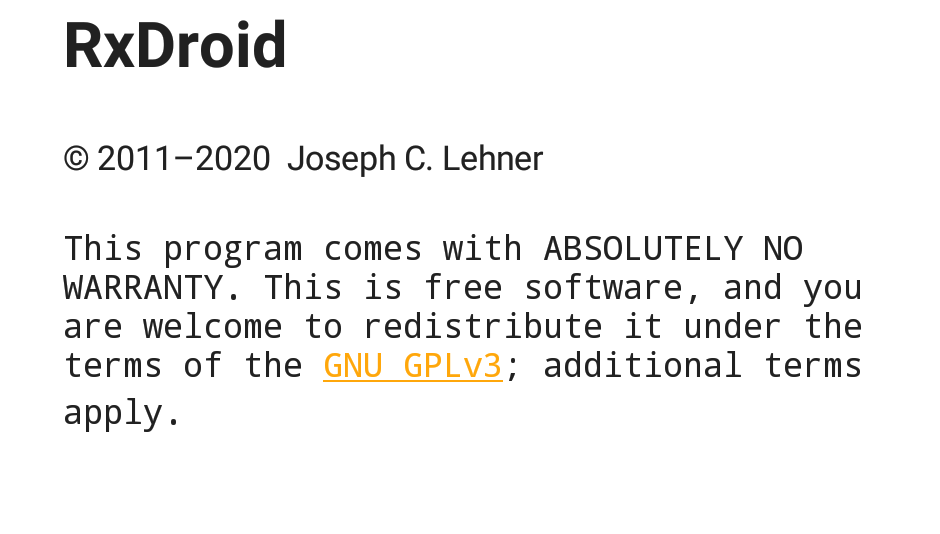 RxDroid
© 2011–2020 Joseph C. Lehner
This program comes with ABSOLUTELY NO
WARRANTY. This is free software, and you
are welcome to redistribute it under the
terms of the GNU GPLv3; additional terms
apply.